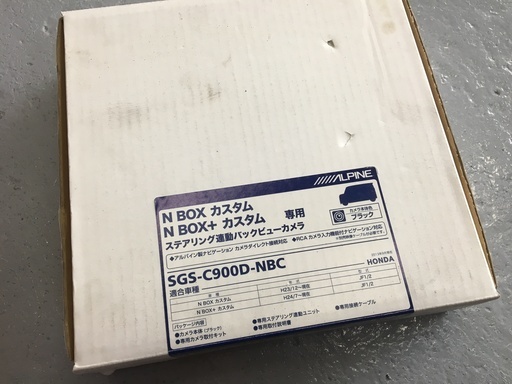 ALPINE
N BOX カスタム
N BOX+ カスタム 専用
ステアリング連動バックビューカメラ
カメラ本体色
ブラック
●アルパイン製ナビゲーション カメラダイレクト接続対応 ●RCAカメラ入力機能付ナビゲーション対応
SGS-C900D-NBC
HONDA
適合車種
車種 年式 型式
N BOX カスタム H23/12〜現在 JF1/2
N BOX+ カスタム H24/7〜現在 JF1/2
パッケージ内容
●カメラ本体(ブラック) ●専用ステアリング連動ユニット ●専用接続ケーブル
●専用カメラ取付キット ●専用取付説明書